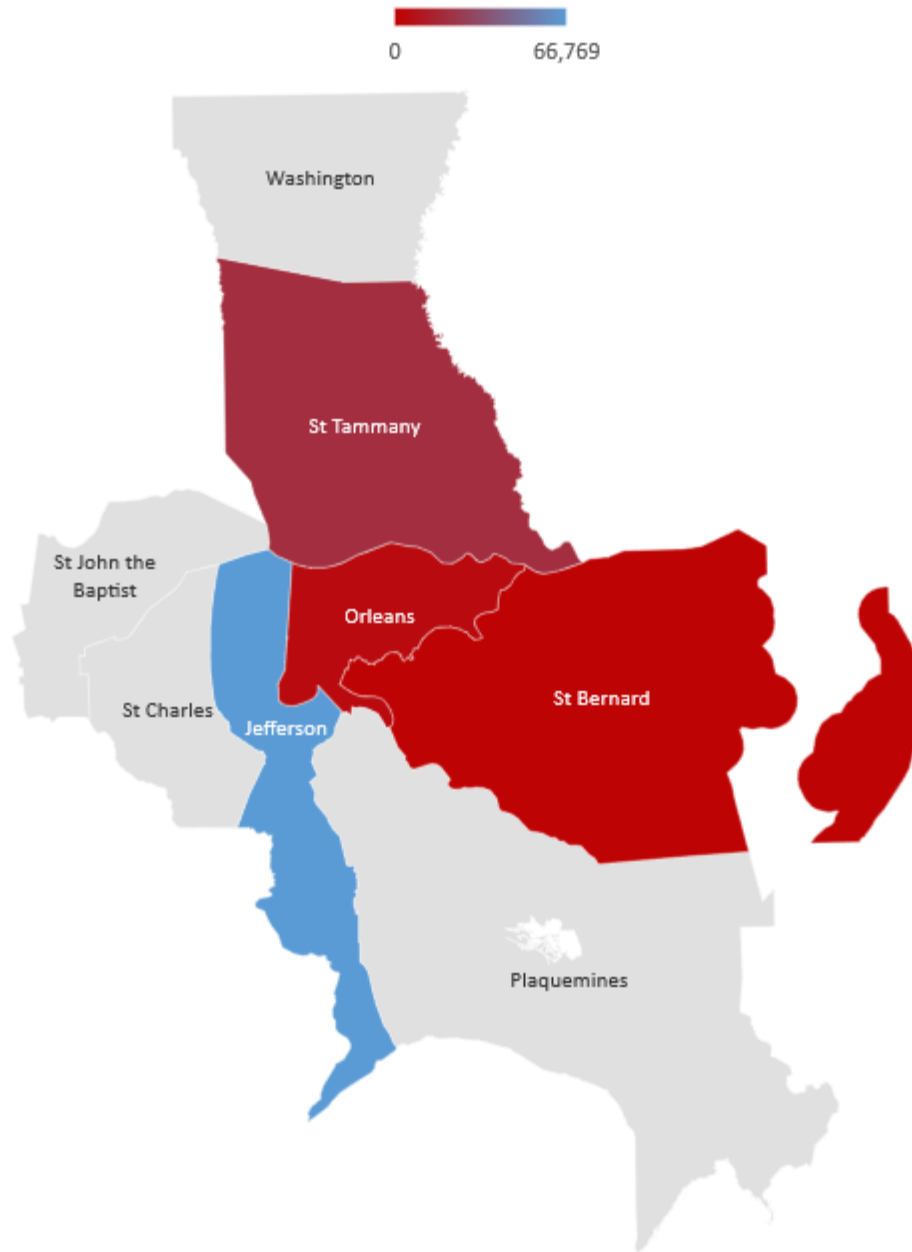 0
66,769
Washington
St Tammany
St John the
Baptist
Orleans
St Bernard
St Charles
Jefferson
Plaquemines